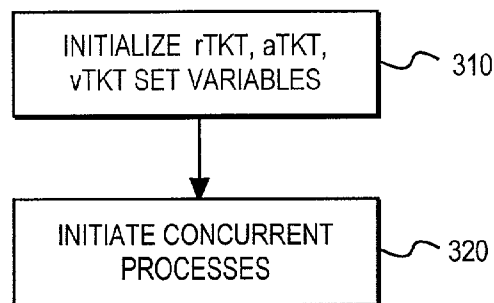 INITIALIZE rTKT, aTKT,
vTKT SET VARIABLES
310
INITIATE CONCURRENT
PROCESSES
320